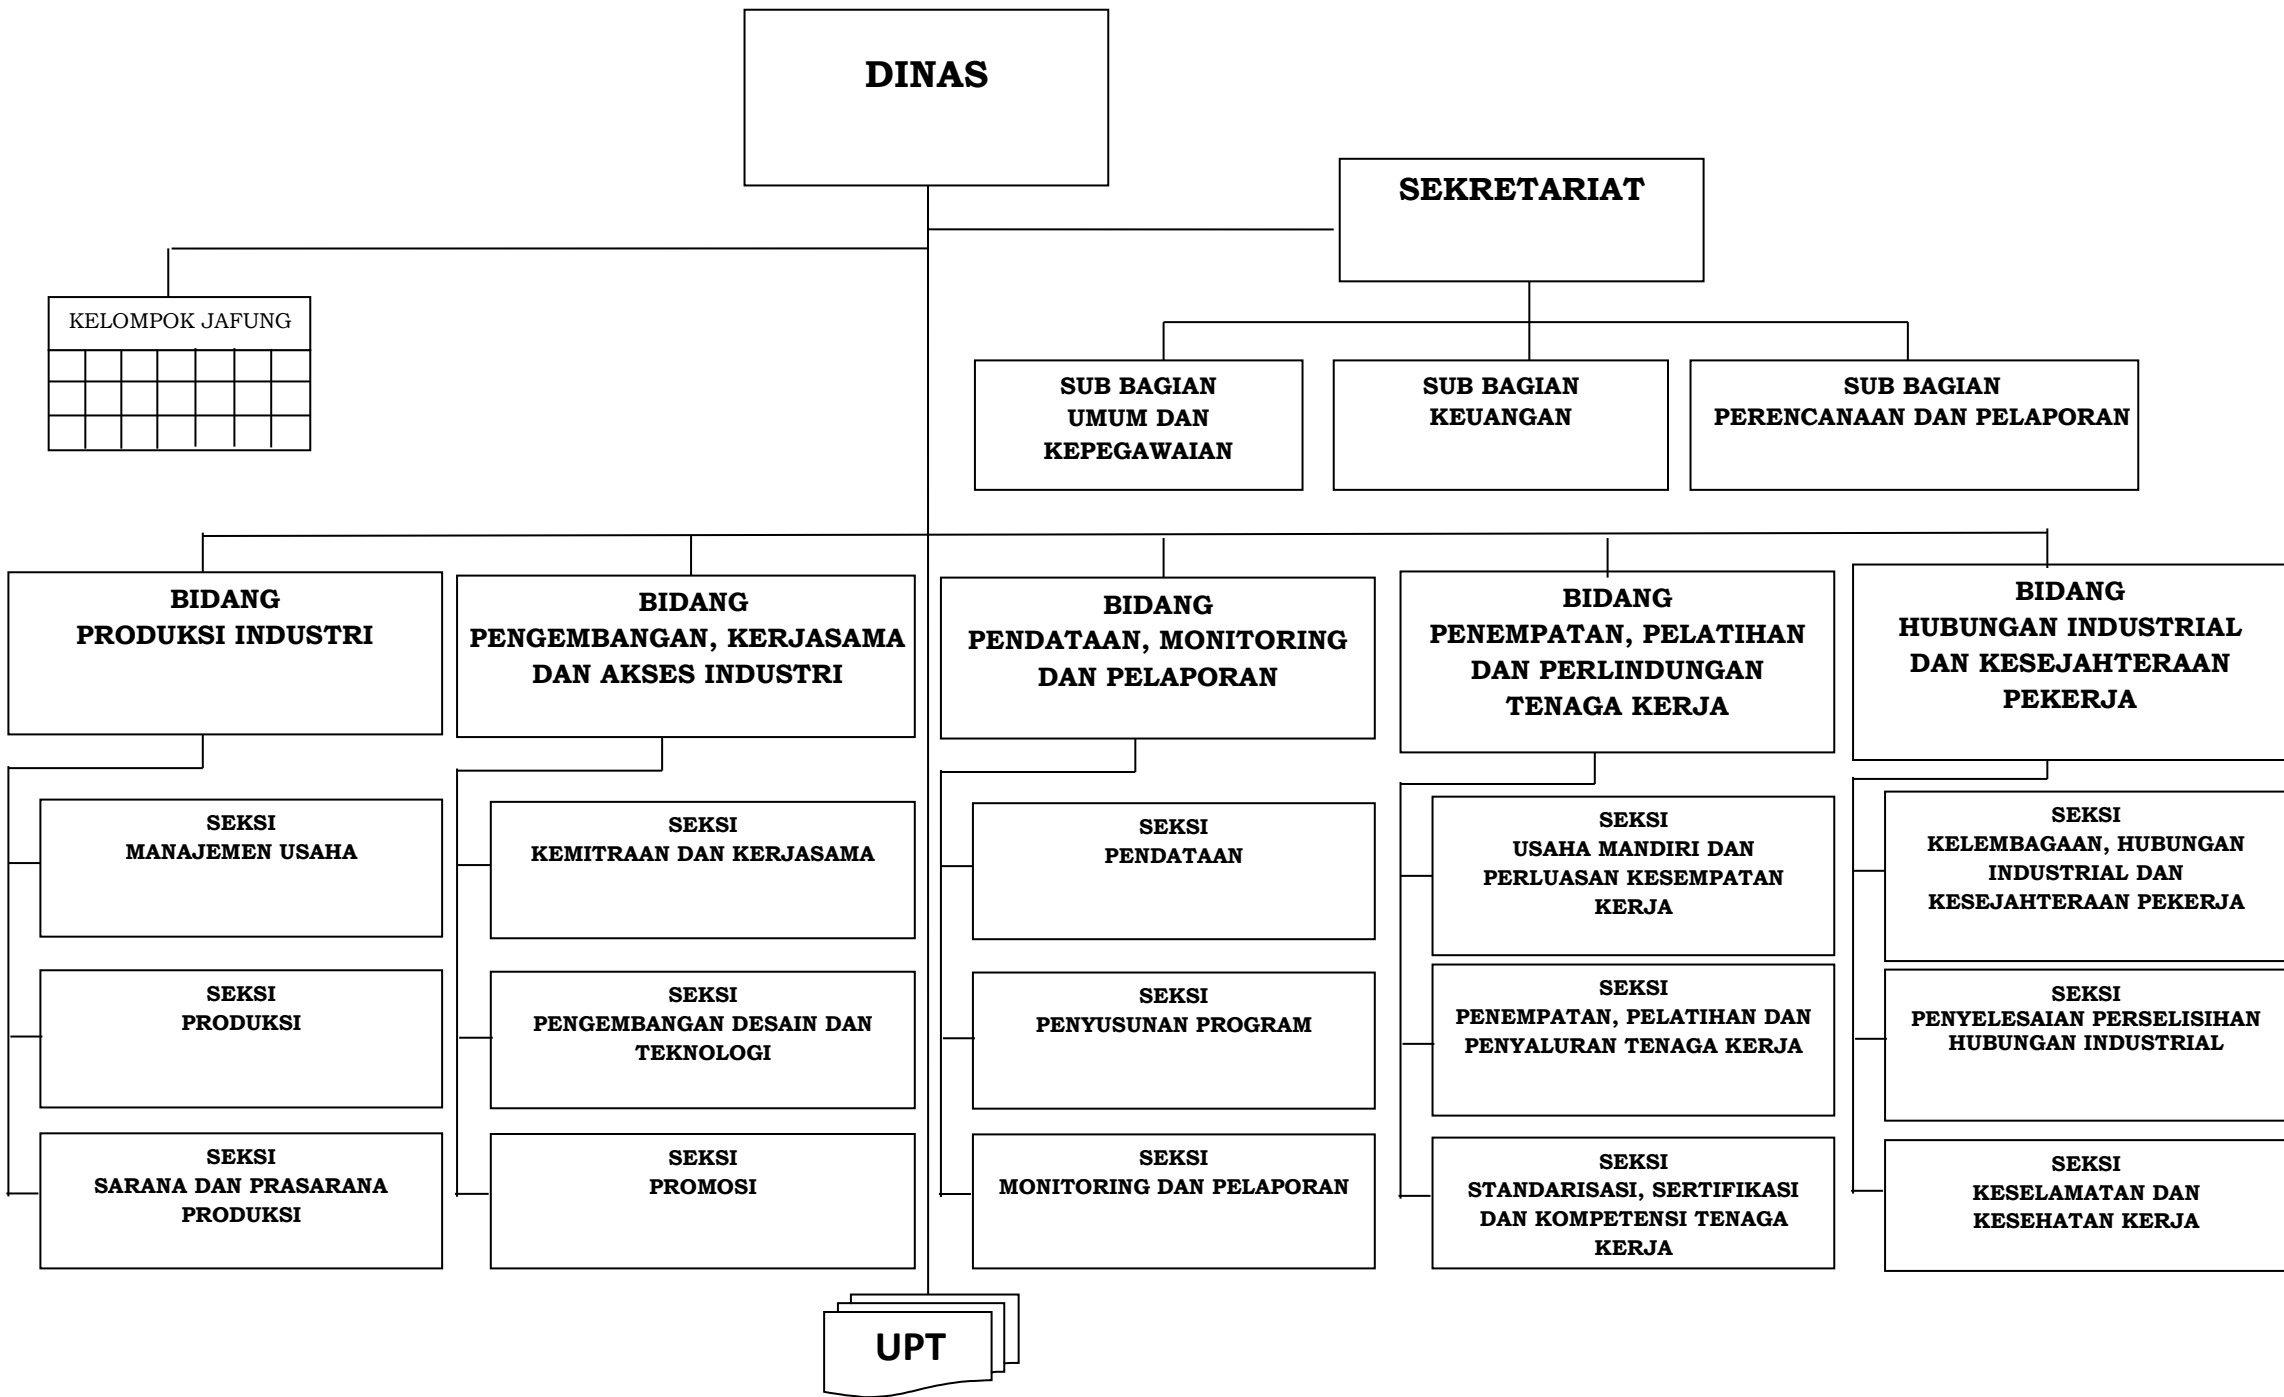 DINAS
SEKRETARIAT
KELOMPOK JAFUNG
SUB BAGIAN
UMUM DAN
KEPEGAWAIAN
SUB BAGIAN
KEUANGAN
SUB BAGIAN
PERENCANAAN DAN PELAPORAN
BIDANG
PRODUKSI INDUSTRI
BIDANG
PENGEMBANGAN, KERJASAMA
DAN AKSES INDUSTRI
BIDANG
PENDATAAN, MONITORING
DAN PELAPORAN
BIDANG
PENEMPATAN, PELATIHAN
DAN PERLINDUNGAN
TENAGA KERJA
BIDANG
HUBUNGAN INDUSTRIAL
DAN KESEJAHTERAAN
PEKERJA
SEKSI
MANAJEMEN USAHA
SEKSI
KEMITRAAN DAN KERJASAMA
SEKSI
PENDATAAN
SEKSI
USAHA MANDIRI DAN
PERLUASAN KESEMPATAN
KERJA
SEKSI
KELEMBAGAAN, HUBUNGAN
INDUSTRIAL DAN
KESEJAHTERAAN PEKERJA
SEKSI
PRODUKSI
SEKSI
PENGEMBANGAN DESAIN DAN
TEKNOLOGI
SEKSI
PENYUSUNAN PROGRAM
SEKSI
PENEMPATAN, PELATIHAN DAN
PENYALURAN TENAGA KERJA
SEKSI
PENYELESAIAN PERSELISIHAN
HUBUNGAN INDUSTRIAL
SEKSI
SARANA DAN PRASARANA
PRODUKSI
SEKSI
PROMOSI
SEKSI
MONITORING DAN PELAPORAN
SEKSI
STANDARISASI, SERTIFIKASI
DAN KOMPETENSI TENAGA
KERJA
SEKSI
KESELAMATAN DAN
KESEHATAN KERJA
UPT